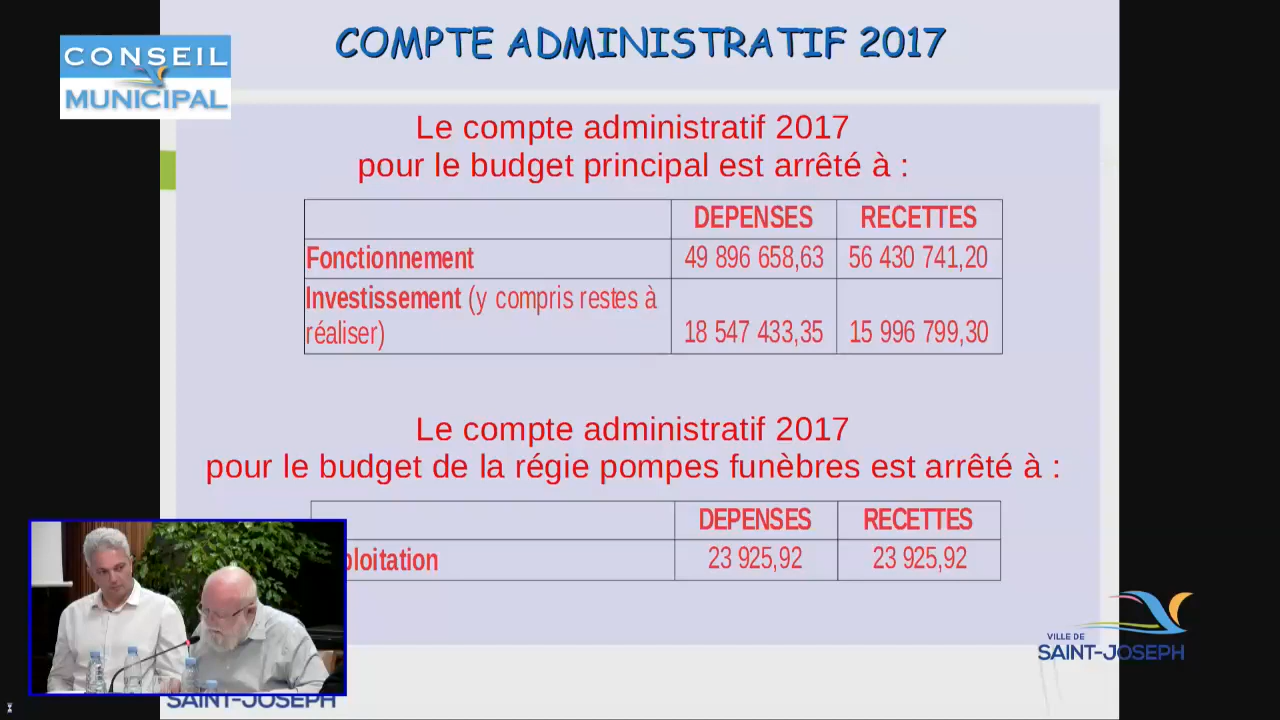 CONSEIL
MUNICIPAL
COMPTE ADMINISTRATIF 2017
Le compte administratif 2017
pour le budget principal est arrêté à :
DEPENSES RECETTES
Fonctionnement 49 896 658,63 56 430 741,20
Investissement (y compris restes à
réaliser) 18 547 433,35 15 996 799,30
Le compte administratif 2017
pour le budget de la régie pompes funèbres est arrêté à :
DEPENSES RECETTES
ploitation 23 925,92 23 925,92
VILLE DE
SAINT-JOSEPH
SAINT-JOSEPH